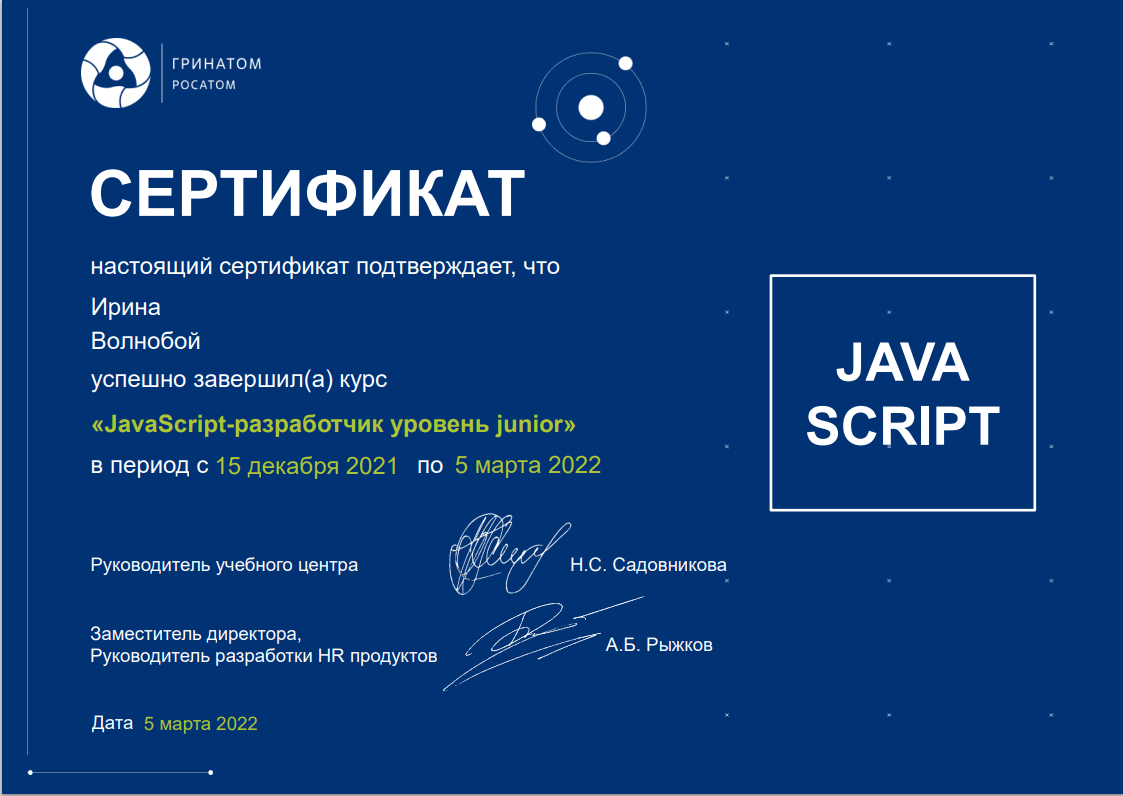 ГРИНАТОМ
РОСАТОМ
СЕРТИФИКАТ
настоящий сертификат подтверждает, что
Ирина
Волнобой
успешно завершил(а) курс
«JavaScript-разработчик уровень junior»
в период с 15 декабря 2021 по 5 марта 2022
JAVA
SCRIPT
Руководитель учебного центра Н.С. Садовникова
Заместитель директора,
Руководитель разработки HR продуктов А.Б. Рыжков
Дата 5 марта 2022